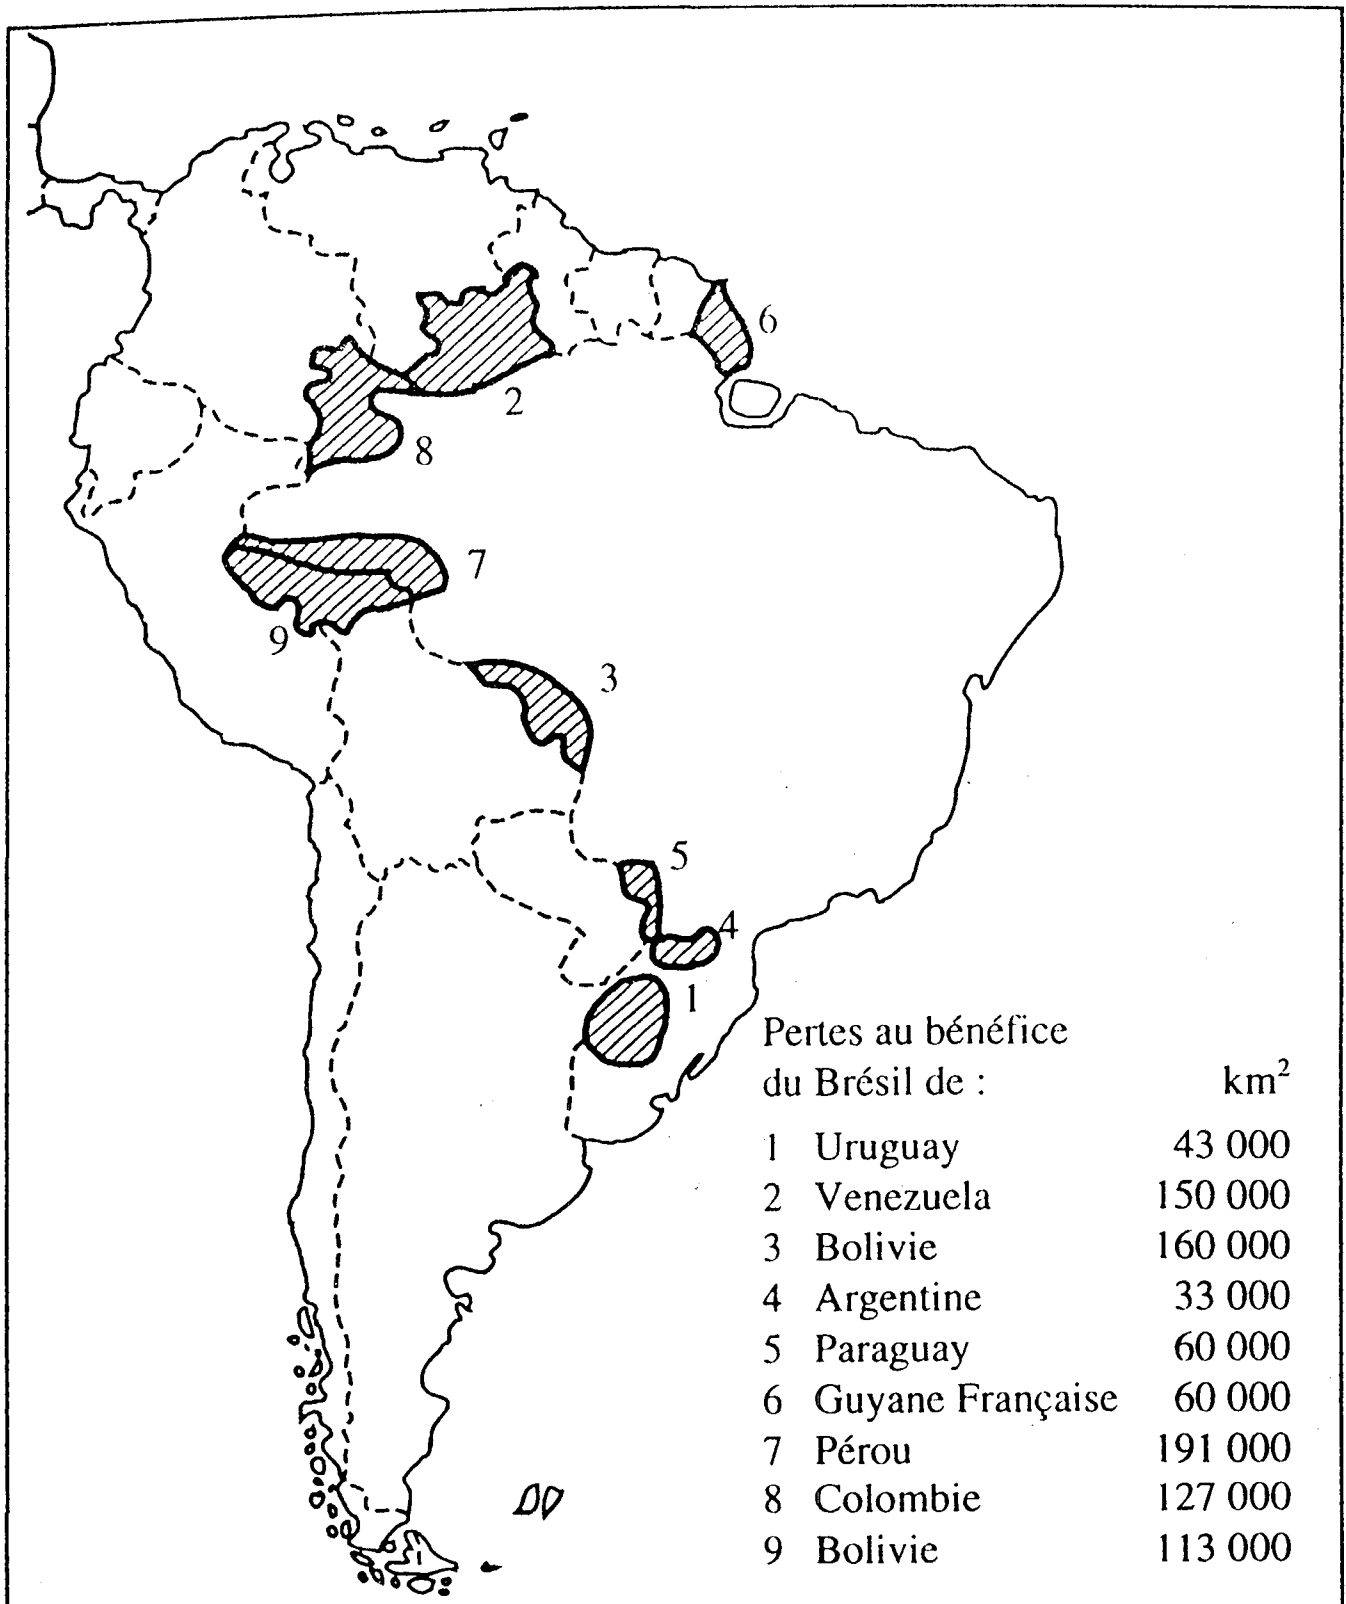 6
2
8
7
9
3
5
4
1
Pertes au bénéfice
du Brésil de : km²
1 Uruguay 43 000
2 Venezuela 150 000
3 Bolivie 160 000
4 Argentine 33 000
5 Paraguay 60 000
6 Guyane Française 60 000
7 Pérou 191 000
8 Colombie 127 000
9 Bolivie 113 000